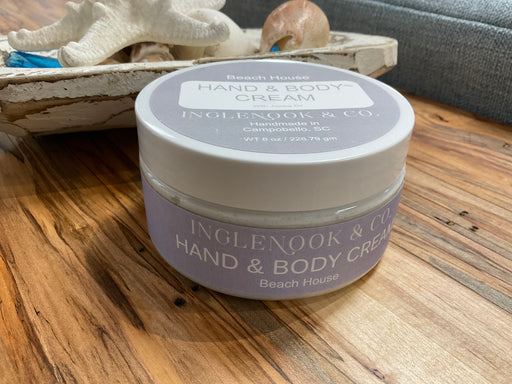 Beach House
HAND & BODY
CREAM
INGLENOOK & CO.
Handmade in
Campobello, SC
WT 8 oz / 226.79 gm
INGLENOOK & CO.
HAND & BODY CREAM
Beach House